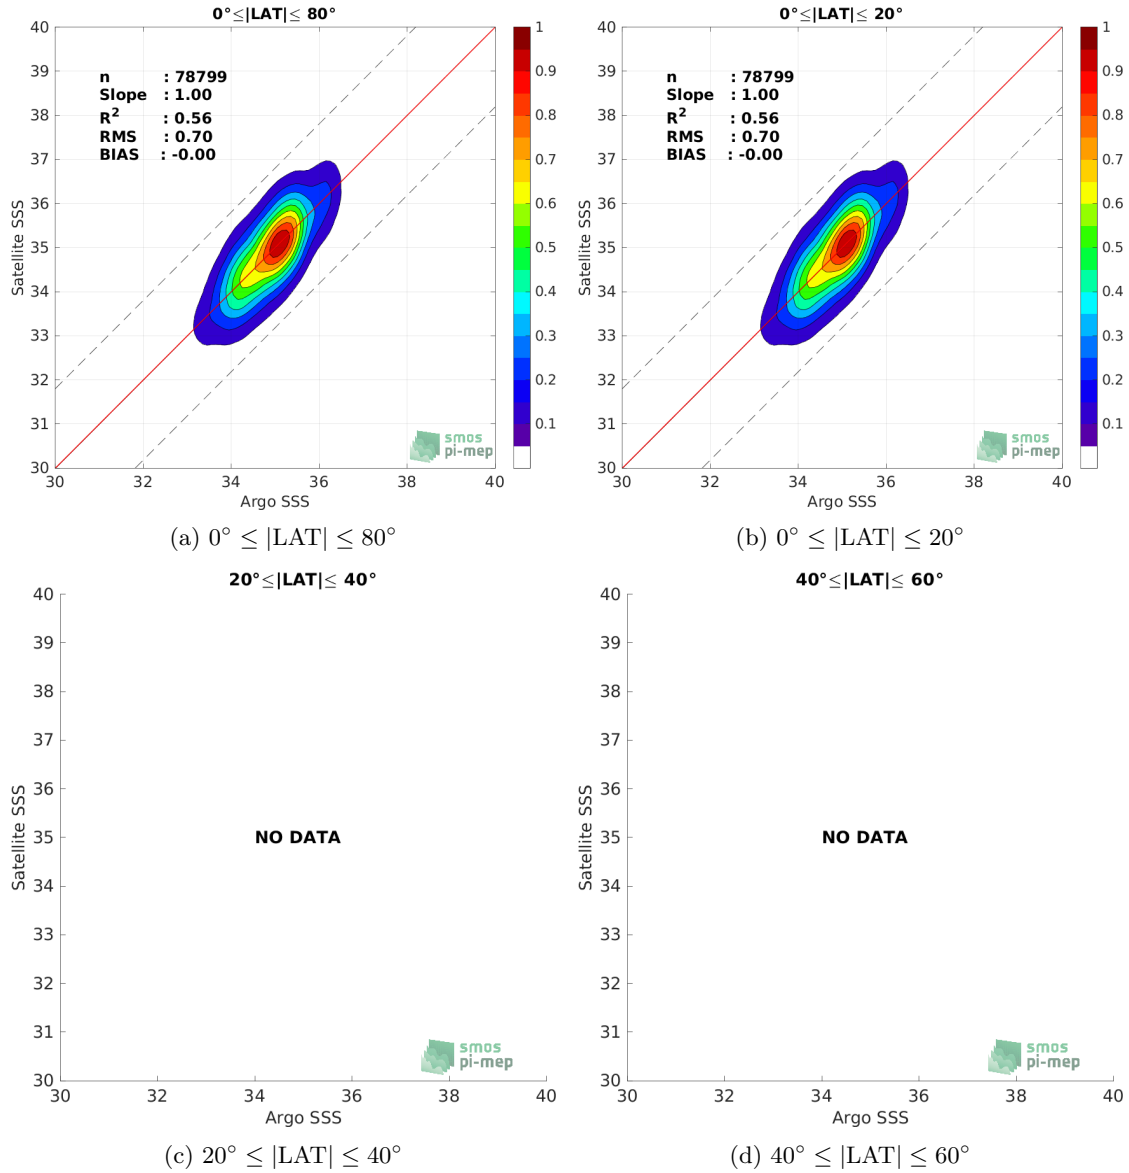 0°≤|LAT|≤ 80°
40
39
38
37
36
35
34
33
32
31
30
Satellite SSS
n : 78799
Slope : 1.00
R² : 0.56
RMS : 0.70
BIAS : -0.00
smos
pi-mep
30 32 34 36 38 40
Argo SSS
1
0.9
0.8
0.7
0.6
0.5
0.4
0.3
0.2
0.1
(a) 0° ≤ |LAT| ≤ 80°
0°≤|LAT|≤ 20°
40
39
38
37
36
35
34
33
32
31
30
Satellite SSS
n : 78799
Slope : 1.00
R² : 0.56
RMS : 0.70
BIAS : -0.00
smos
pi-mep
30 32 34 36 38 40
Argo SSS
1
0.9
0.8
0.7
0.6
0.5
0.4
0.3
0.2
0.1
(b) 0° ≤ |LAT| ≤ 20°
20°≤|LAT|≤ 40°
40
39
38
37
36
35
34
33
32
31
30
Satellite SSS
NO DATA
smos
pi-mep
30 32 34 36 38 40
Argo SSS
(c) 20° ≤ |LAT| ≤ 40°
40°≤|LAT|≤ 60°
40
39
38
37
36
35
34
33
32
31
30
Satellite SSS
NO DATA
smos
pi-mep
30 32 34 36 38 40
Argo SSS
(d) 40° ≤ |LAT| ≤ 60°